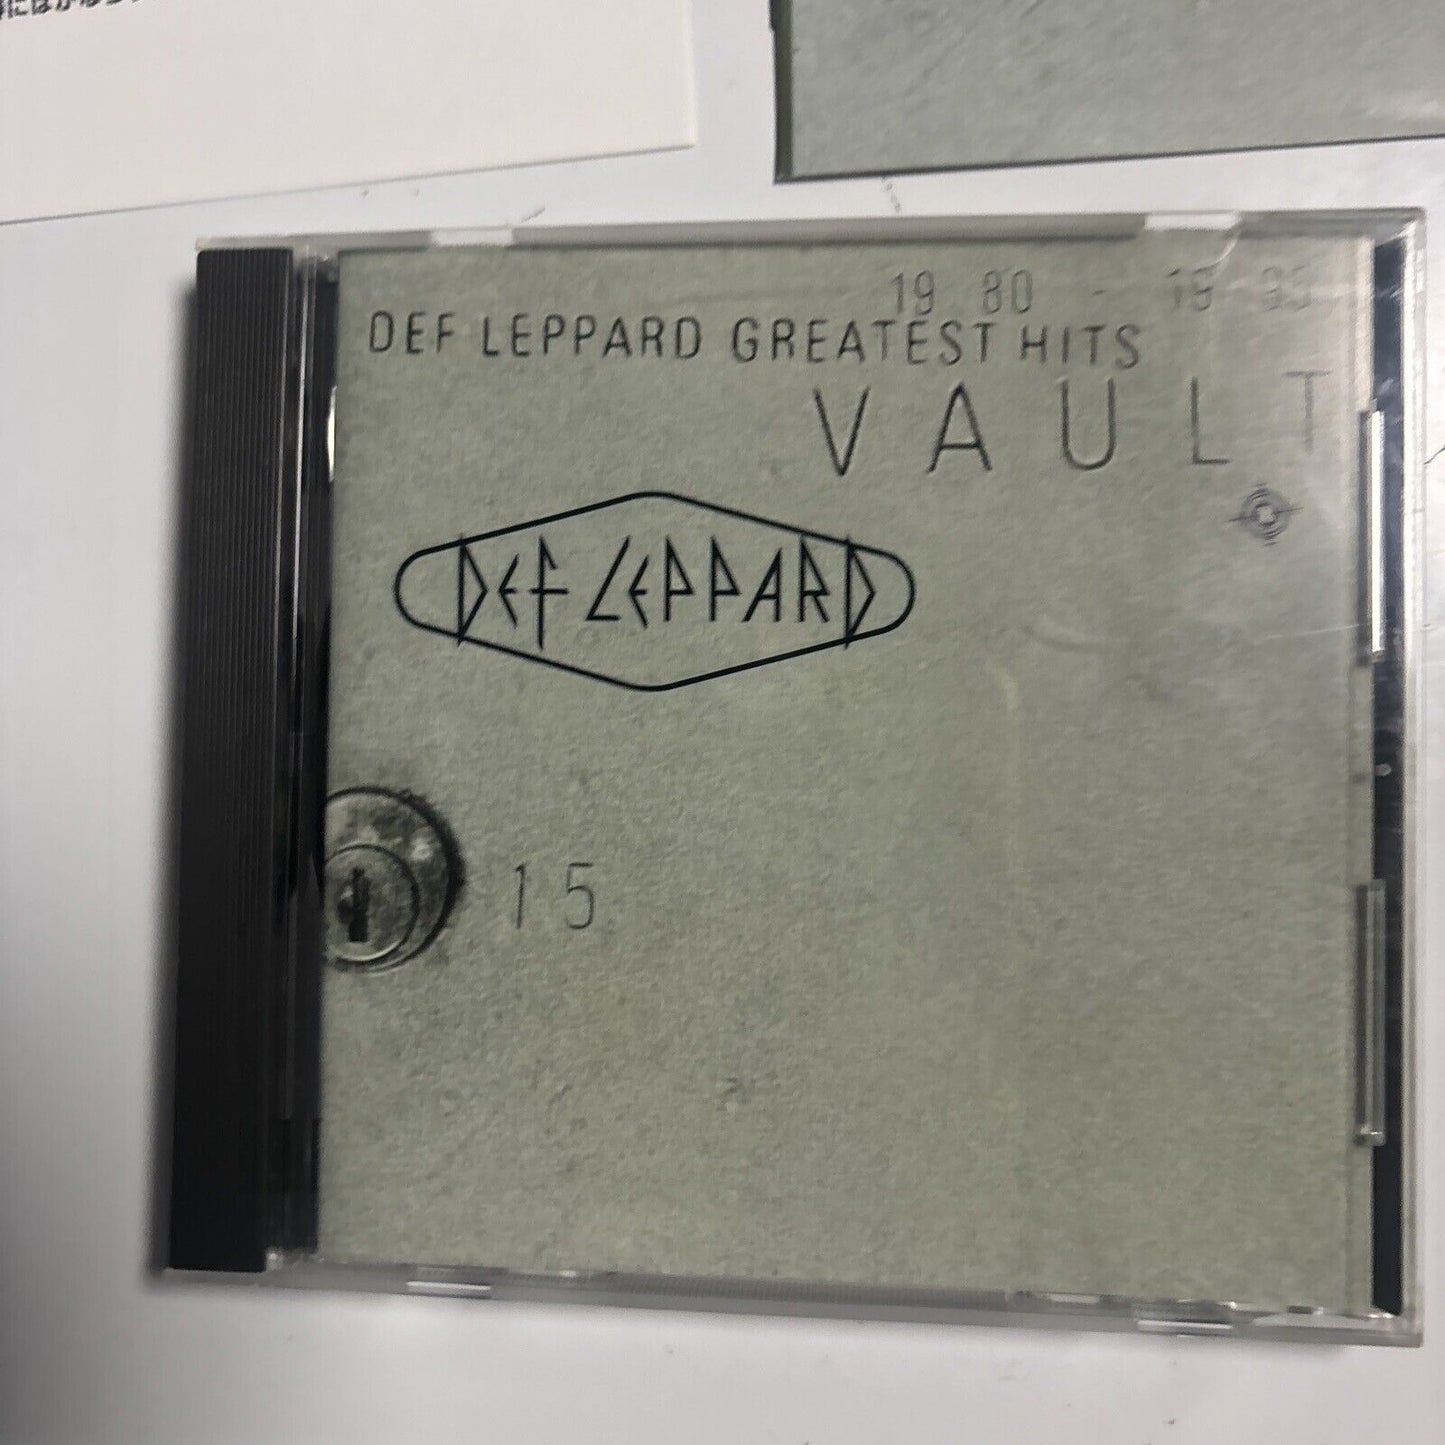 19 80 - 19 95
DEF LEPPARD GREATEST HITS
VAULT
DEF LEPPARD
15